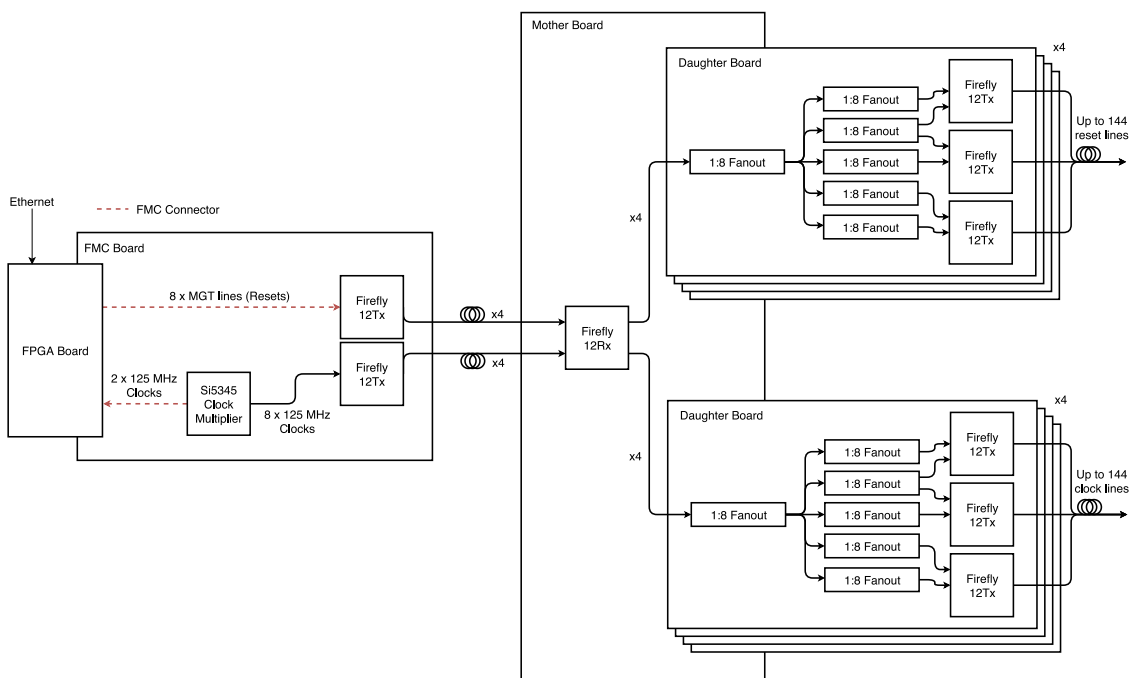 Mother Board
x4
Daughter Board
1:8 Fanout
1:8 Fanout
1:8 Fanout
1:8 Fanout
1:8 Fanout
1:8 Fanout
Firefly
12Tx
Firefly
12Tx
Firefly
12Tx
Up to 144
reset lines
x4
Ethernet
FMC Connector
FMC Board
8 x MGT lines (Resets)
Firefly
12Tx
x4
FPGA Board
Firefly
12Rx
2 x 125 MHz
Clocks
Si5345
Clock
Multiplier
8 x 125 MHz
Clocks
Firefly
12Tx
x4
x4
x4
Daughter Board
1:8 Fanout
1:8 Fanout
1:8 Fanout
1:8 Fanout
1:8 Fanout
1:8 Fanout
Firefly
12Tx
Firefly
12Tx
Firefly
12Tx
Up to 144
clock lines